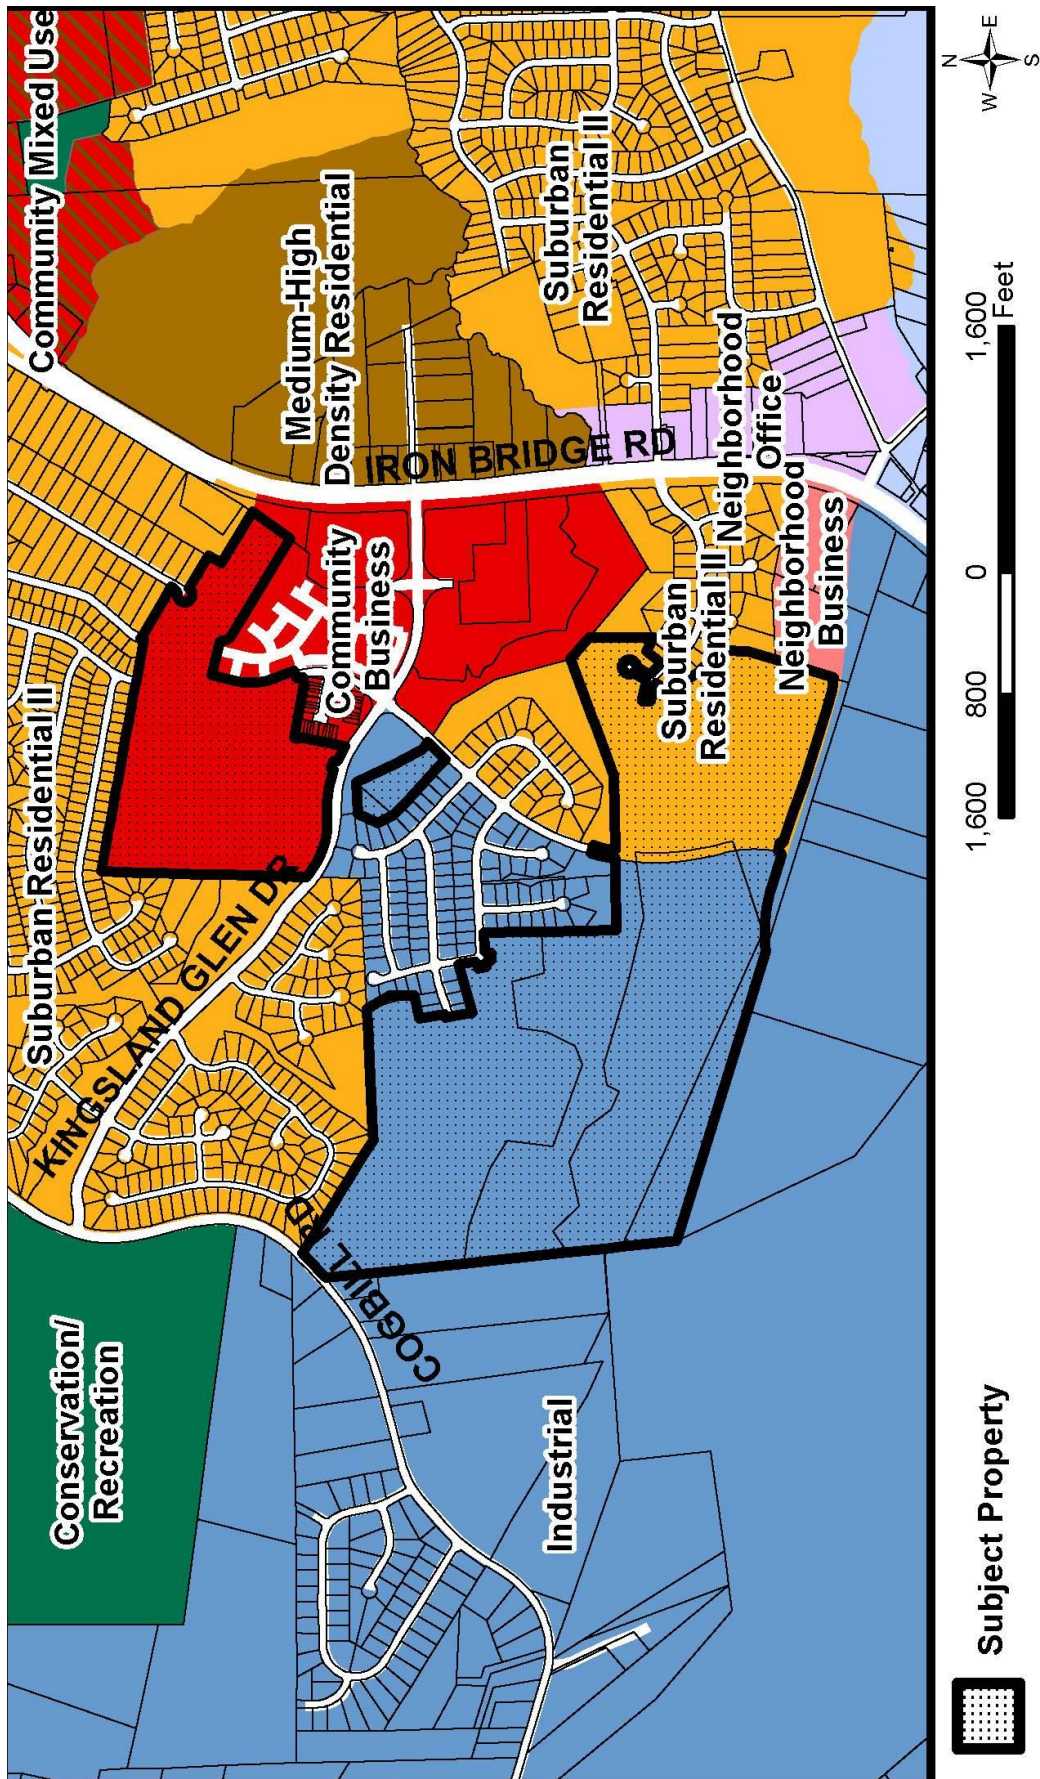 Conservation/
Recreation
Suburban Residential II
Community Mixed Use
KINGSLAND GLEN DR
COGBILL RD
Medium-High
Density Residential
Community
Business
IRON BRIDGE RD
Industrial
Suburban
Residential II
Suburban
Residential II
Neighborhood
Office
Neighborhood
Business
Subject Property
1,600
800
0
1,600
Feet
N
W
E
S